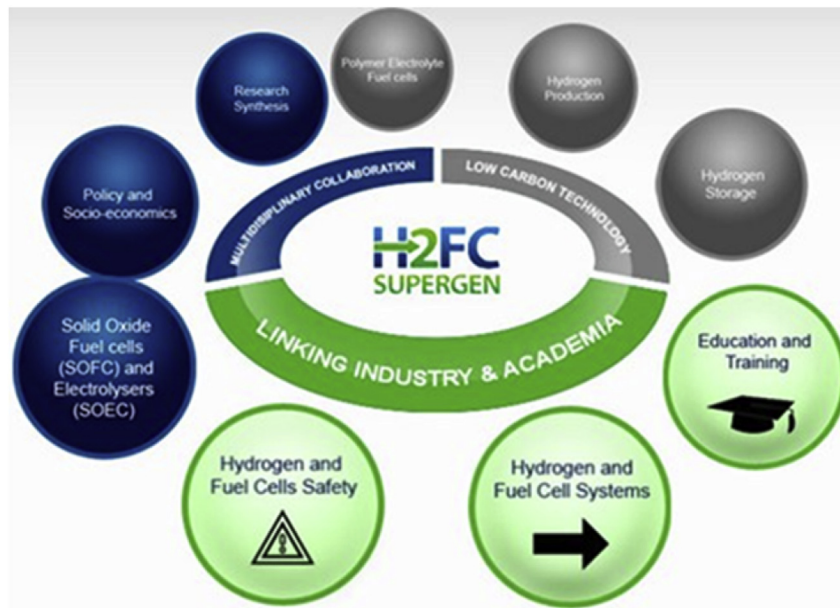 Research
Synthesis
Polymer Electrolyte
Fuel cells
Hydrogen
Production
Hydrogen
Storage
Policy and
Socio-economics
MULTIDISIPLINARY COLLABORATION
LOW CARBON TECHNOLOGY
H2FC
SUPERGEN
LINKING INDUSTRY & ACADEMIA
Solid Oxide
Fuel cells
(SOFC) and
Electrolysers
(SOEC)
Education and
Training
Hydrogen and
Fuel Cells Safety
Hydrogen and
Fuel Cell Systems